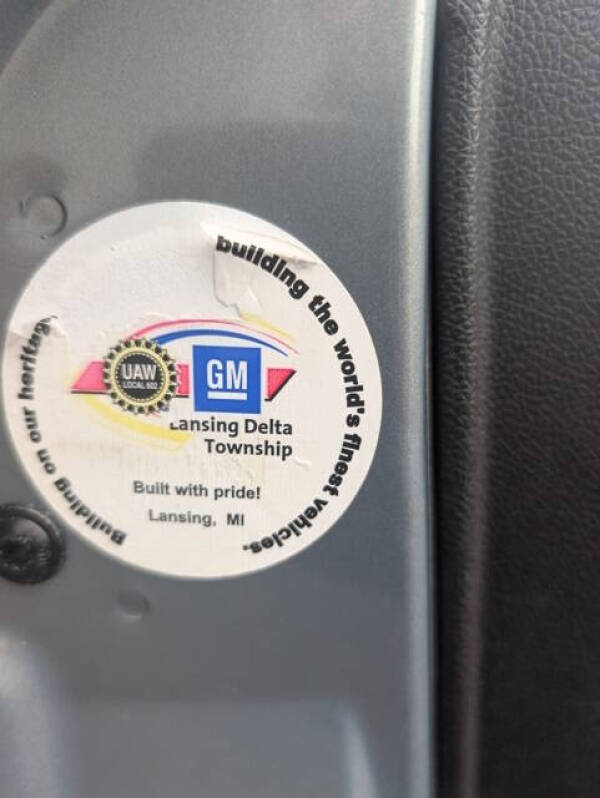 Building on our heritage,
building the world's finest vehicles.
UAW
LOCAL 602
GM
Lansing Delta
Township
Built with pride!
Lansing, MI